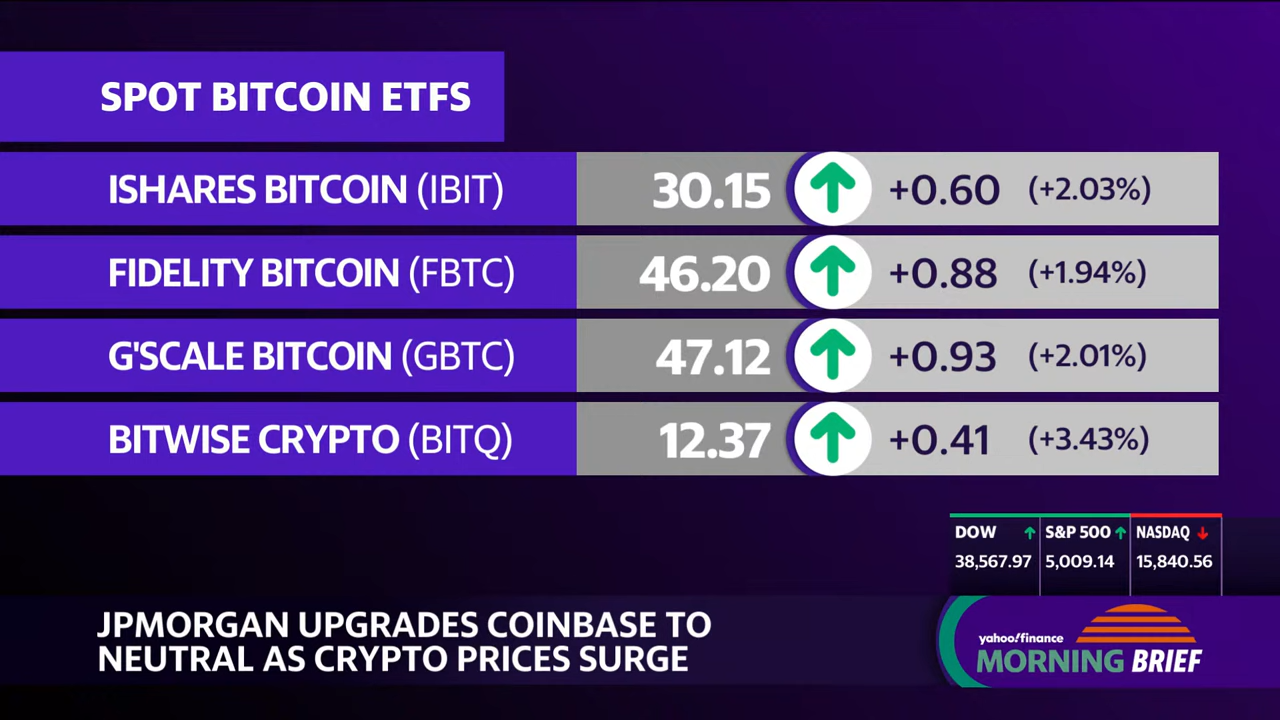 SPOT BITCOIN ETFS
ISHARES BITCOIN (IBIT) 30.15 +0.60 (+2.03%)
FIDELITY BITCOIN (FBTC) 46.20 +0.88 (+1.94%)
G'SCALE BITCOIN (GBTC) 47.12 +0.93 (+2.01%)
BITWISE CRYPTO (BITQ) 12.37 +0.41 (+3.43%)
DOW S&P 500 NASDAQ
38,567.97 5,009.14 15,840.56
JPMORGAN UPGRADES COINBASE TO
NEUTRAL AS CRYPTO PRICES SURGE
yahoo!finance
MORNING BRIEF